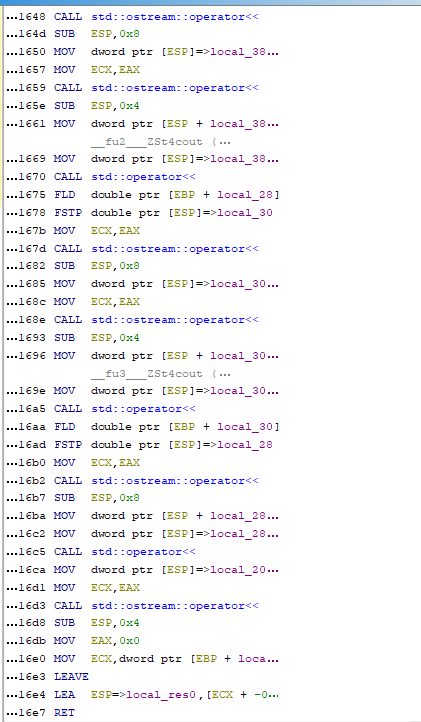 ...1648 CALL std::ostream::operator<<
...164d SUB ESP,0x8
...1650 MOV dword ptr [ESP]=>local_38...
...1657 MOV ECX,EAX
...1659 CALL std::ostream::operator<<
...165e SUB ESP,0x4
...1661 MOV dword ptr [ESP + local_38...
__fu2___ZSt4cout (...
...1669 MOV dword ptr [ESP]=>local_38...
...1670 CALL std::operator<<
...1675 FLD double ptr [EBP + local_28]
...1678 FSTP double ptr [ESP]=>local_30
...167b MOV ECX,EAX
...167d CALL std::ostream::operator<<
...1682 SUB ESP,0x8
...1685 MOV dword ptr [ESP]=>local_30...
...168c MOV ECX,EAX
...168e CALL std::ostream::operator<<
...1693 SUB ESP,0x4
...1696 MOV dword ptr [ESP + local_30...
__fu3___ZSt4cout (...
...169e MOV dword ptr [ESP]=>local_30...
...16a5 CALL std::operator<<
...16aa FLD double ptr [EBP + local_30]
...16ad FSTP double ptr [ESP]=>local_28
...16b0 MOV ECX,EAX
...16b2 CALL std::ostream::operator<<
...16b7 SUB ESP,0x8
...16ba MOV dword ptr [ESP + local_28...
...16c2 MOV dword ptr [ESP]=>local_28...
...16c5 CALL std::operator<<
...16ca MOV dword ptr [ESP]=>local_20...
...16d1 MOV ECX,EAX
...16d3 CALL std::ostream::operator<<
...16d8 SUB ESP,0x4
...16db MOV EAX,0x0
...16e0 MOV ECX,dword ptr [EBP + loca...
...16e3 LEAVE
...16e4 LEA ESP=>local_res0,[ECX + -0...
...16e7 RET